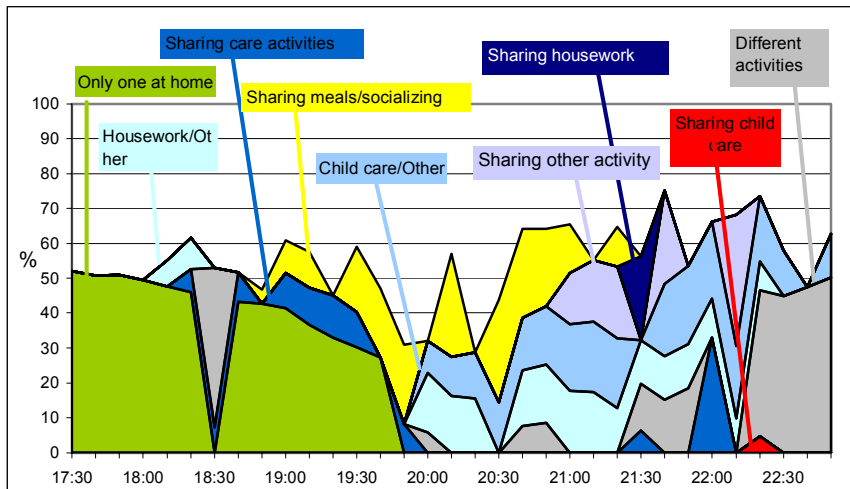 Sharing care activities
Sharing housework
Different
activities
Only one at home
Sharing meals/socializing
Housework/Ot
her
Child care/Other
Sharing other activity
Sharing child
care
100
90
80
70
60
%
50
40
30
20
10
0
17:30 18:00 18:30 19:00 19:30 20:00 20:30 21:00 21:30 22:00 22:30